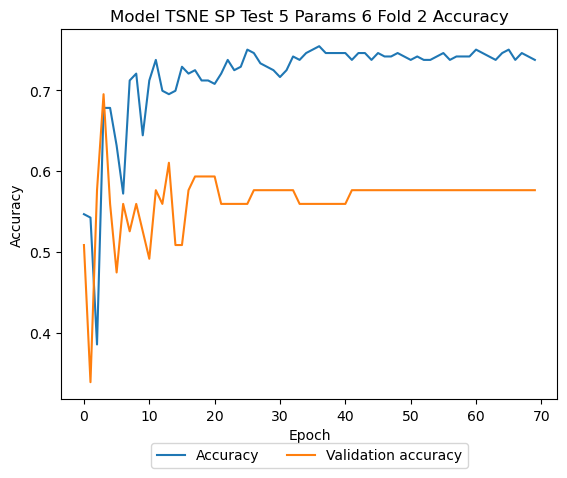 Model TSNE SP Test 5 Params 6 Fold 2 Accuracy
Accuracy
0.7
0.6
0.5
0.4
0 10 20 30 40 50 60 70
Epoch
Accuracy Validation accuracy